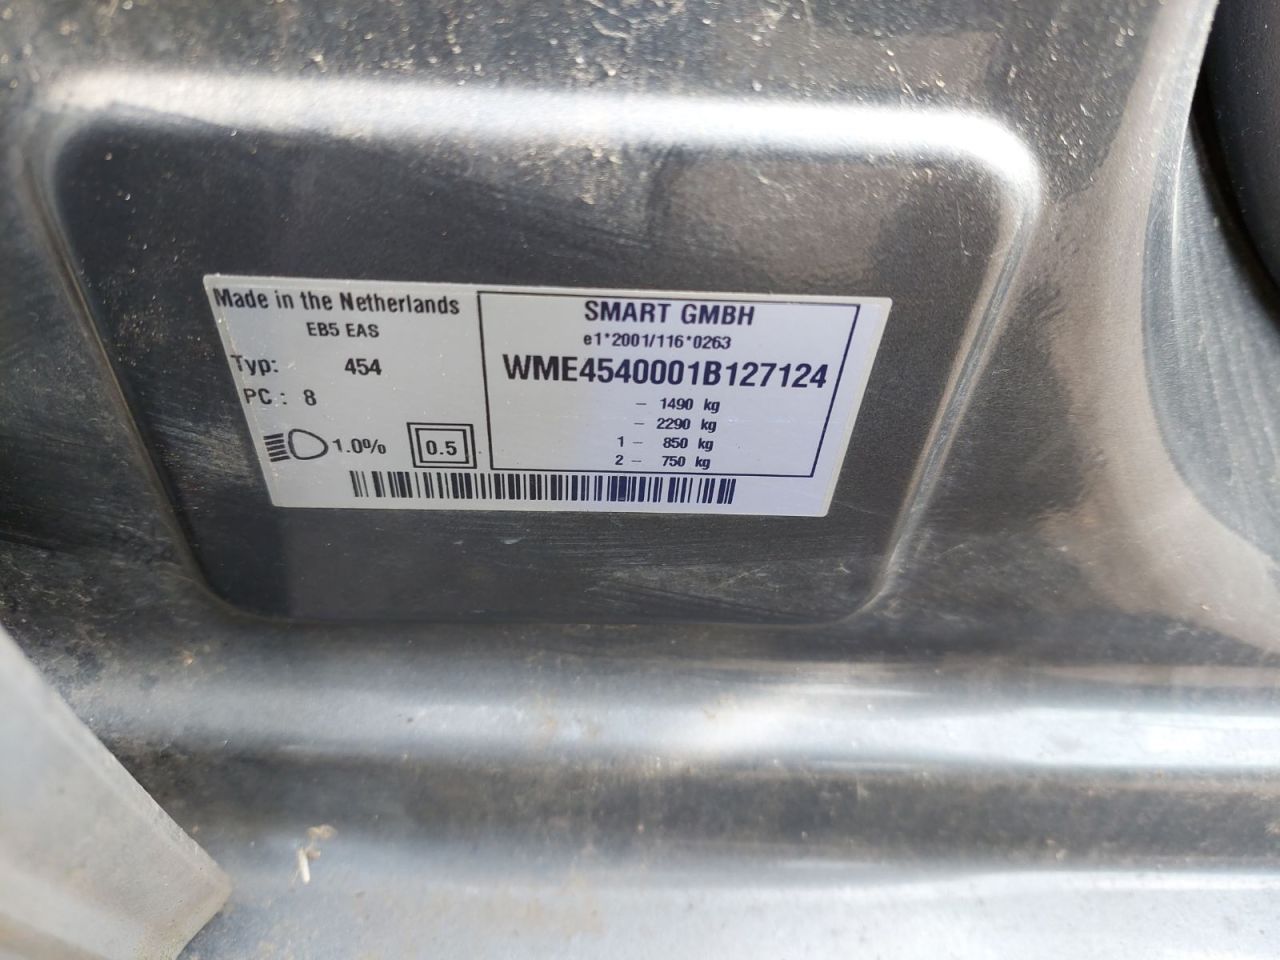 Made in the Netherlands
EB5 EAS
Typ: 454
PC : 8
1.0%
0.5
SMART GMBH
e1*2001/116*0263
WME4540001B127124
– 1490 kg
– 2290 kg
1 – 850 kg
2 – 750 kg